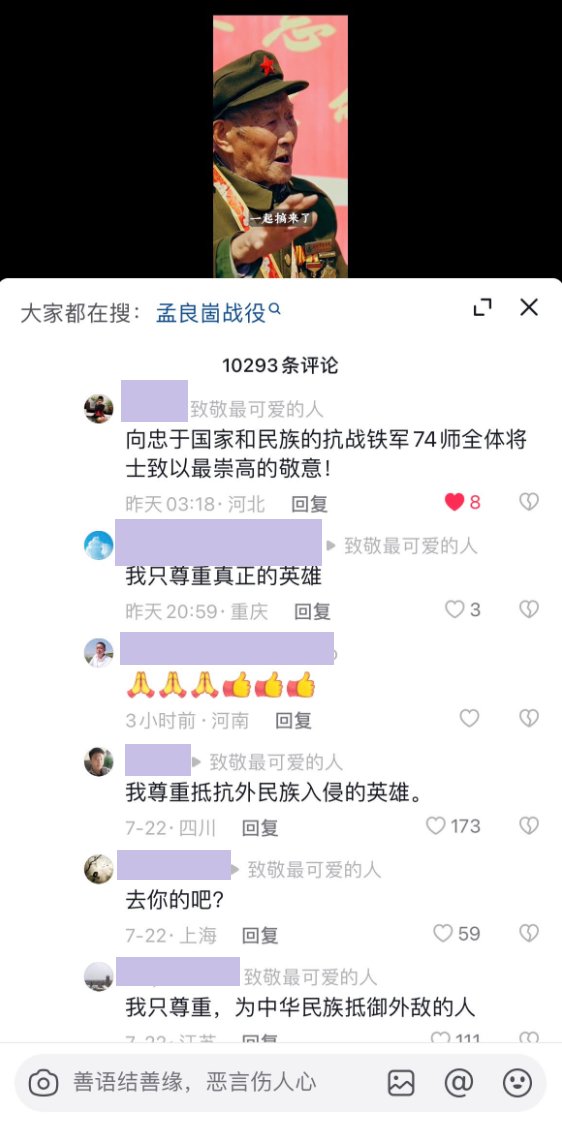 一起搞来了
大家都在搜：孟良崮战役
10293条评论
致敬最可爱的人
向忠于国家和民族的抗战铁军74师全体将
士致以最崇高的敬意！
昨天03:18·河北 回复 8
致敬最可爱的人
我只尊重真正的英雄
昨天20:59·重庆 回复 3
🙏🙏🙏👍👍👍
3小时前·河南 回复
致敬最可爱的人
我尊重抵抗外民族入侵的英雄。
7-22·四川 回复 173
致敬最可爱的人
去你的吧?
7-22·上海 回复 59
致敬最可爱的人
我只尊重，为中华民族抵御外敌的人
7-22·江苏 回复 111
善语结善缘，恶言伤人心